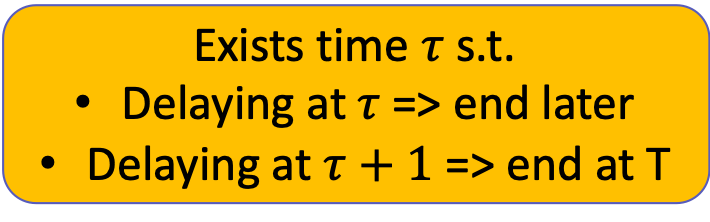 Exists time 𝜏 s.t.
• Delaying at 𝜏 => end later
• Delaying at 𝜏 + 1 => end at T